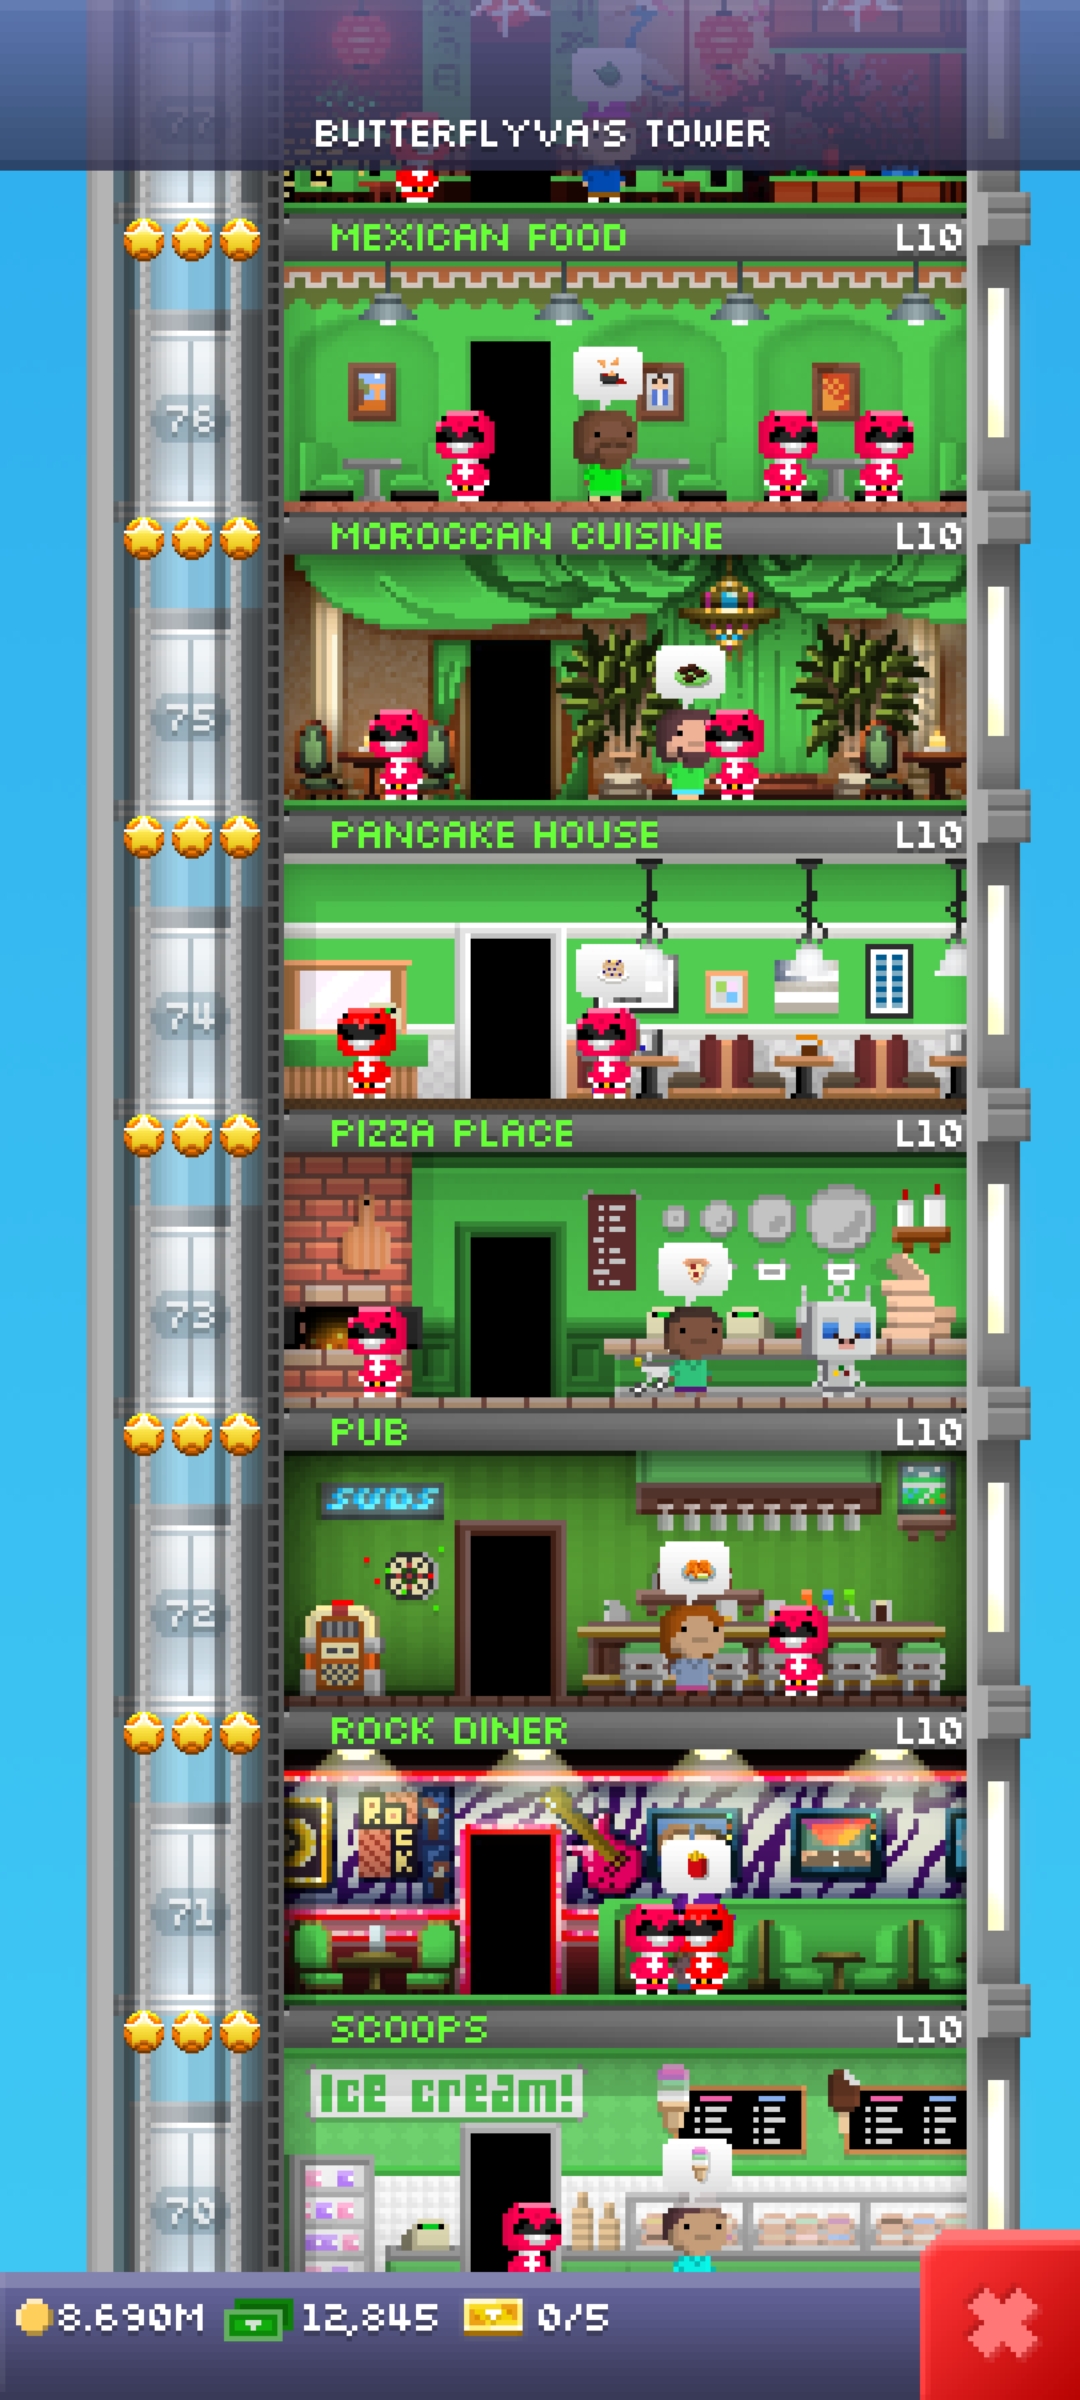 77
BUTTERFLYVA'S TOWER
MEXICAN FOOD L10
76
MOROCCAN CUISINE L10
75
PANCAKE HOUSE L10
74
PIZZA PLACE L10
73
PUB L10
SUDS
72
ROCK DINER L10
ROCK
71
SCOOPS L10
Ice cream!
70
8.690M 12,845 0/5